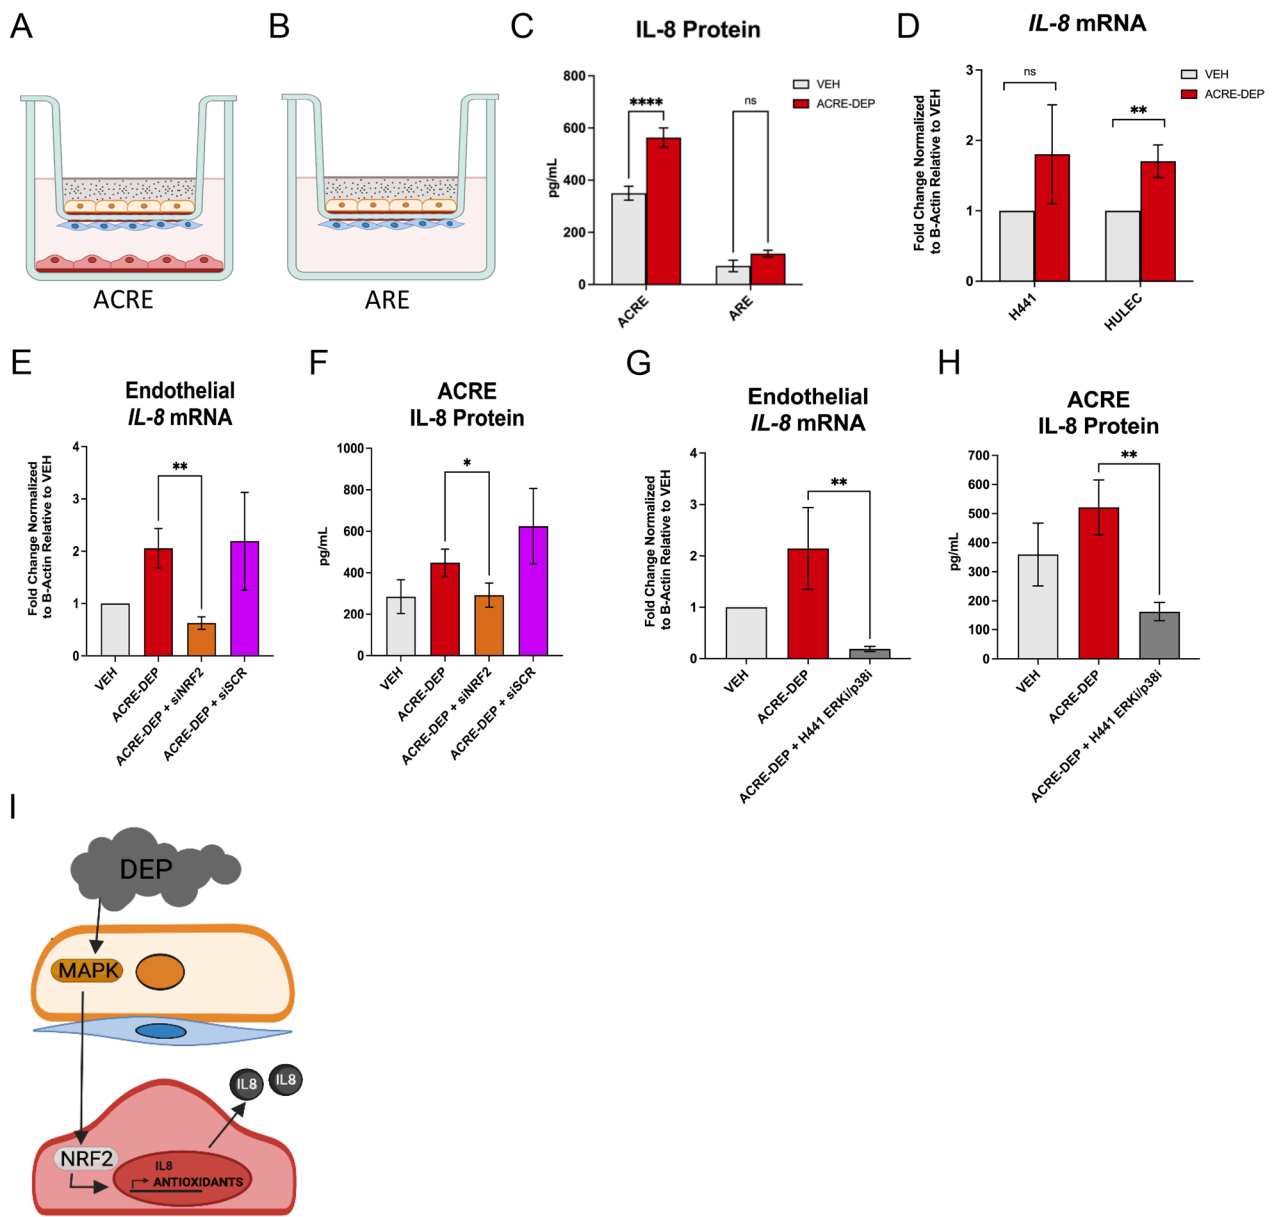 A
ACRE
B
ARE
C
IL-8 Protein
pg/mL
800
600
400
200
0
****
ns
VEH
ACRE-DEP
ACRE
ARE
D
IL-8 mRNA
Fold Change Normalized
to B-Actin Relative to VEH
3
2
1
0
ns
**
VEH
ACRE-DEP
H441
HULEC
E
Endothelial
IL-8 mRNA
Fold Change Normalized
to B-Actin Relative to VEH
4
3
2
1
0
**
VEH
ACRE-DEP
ACRE-DEP + siNRF2
ACRE-DEP + siSCR
F
ACRE
IL-8 Protein
pg/mL
1000
800
600
400
200
0
*
VEH
ACRE-DEP
ACRE-DEP + siNRF2
ACRE-DEP + siSCR
G
Endothelial
IL-8 mRNA
Fold Change Normalized
to B-Actin Relative to VEH
4
3
2
1
0
**
VEH
ACRE-DEP
ACRE-DEP + H441 ERKi/p38i
H
ACRE
IL-8 Protein
pg/mL
700
600
500
400
300
200
100
0
**
VEH
ACRE-DEP
ACRE-DEP + H441 ERKi/p38i
I
DEP
MAPK
IL8
IL8
NRF2
IL8
ANTIOXIDANTS